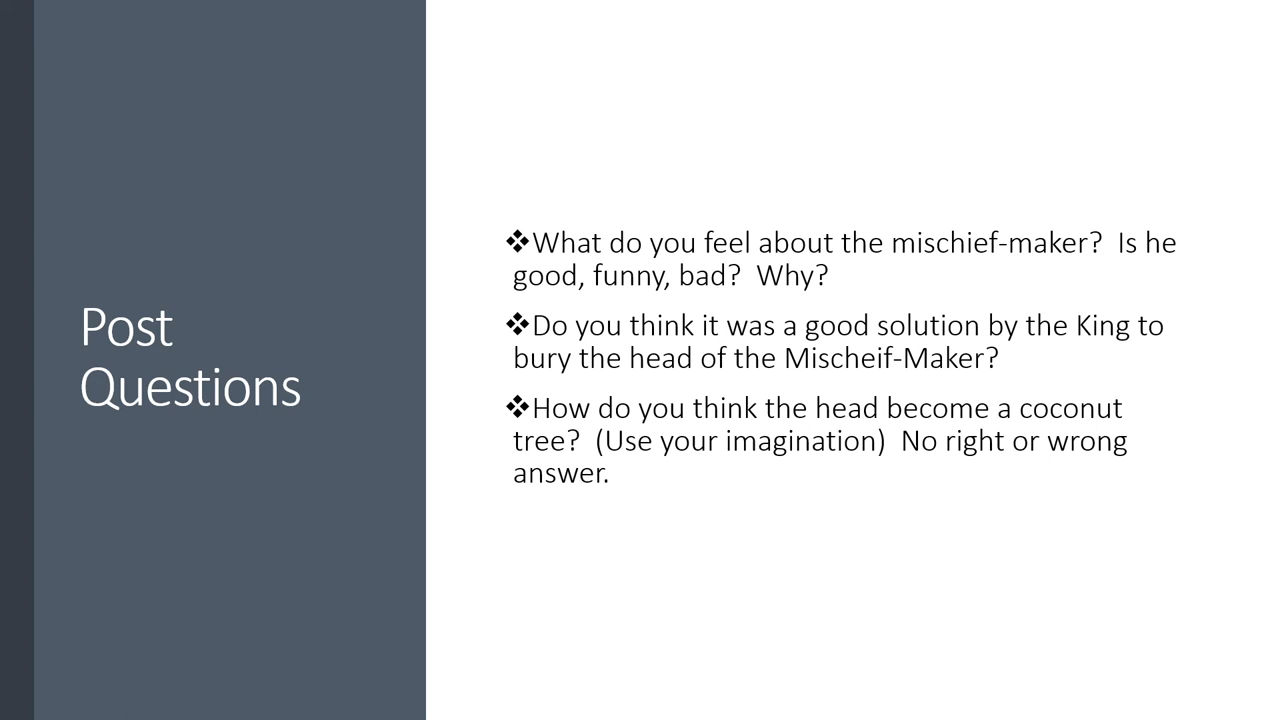 Post
Questions
❖What do you feel about the mischief-maker?  Is he
good, funny, bad?  Why?
❖Do you think it was a good solution by the King to
bury the head of the Mischeif-Maker?
❖How do you think the head become a coconut
tree?  (Use your imagination)  No right or wrong
answer.